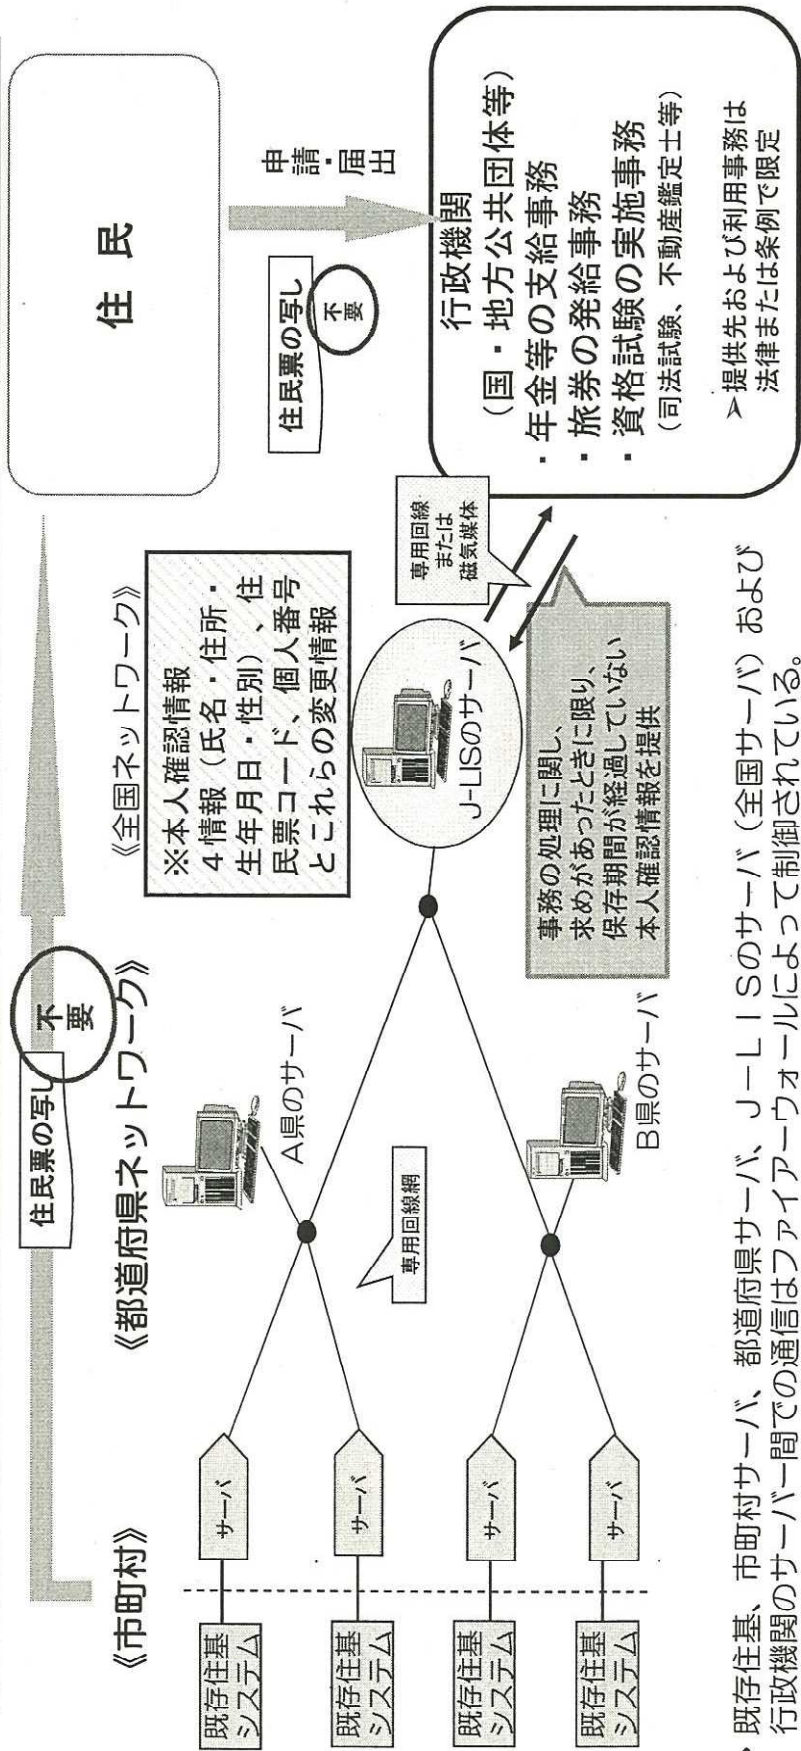 《市町村》
《都道府県ネットワーク》
《全国ネットワーク》
住民票の写し
不要
住 民
既存住基
システム
既存住基
システム
既存住基
システム
既存住基
システム
サーバ
サーバ
サーバ
サーバ
A県のサーバ
専用回線網
B県のサーバ
※本人確認情報
4情報（氏名・住所・
生年月日・性別）、住
民票コード、個人番号
とこれらの変更情報
J-LISのサーバ
専用回線
または
磁気媒体
事務の処理に関し、
求めがあったときに限り、
保存期間が経過していない
本人確認情報を提供
住民票の写し
不要
申請・届出
行政機関
（国・地方公共団体等）
・年金等の支給事務
・旅券の発給事務
・資格試験の実施事務
（司法試験、不動産鑑定士等）
➢提供先および利用事務は
法律または条例で限定
既存住基、市町村サーバ、都道府県サーバ、J－LISのサーバ（全国サーバ）および
行政機関のサーバー間での通信はファイアーウォールによって制御されている。